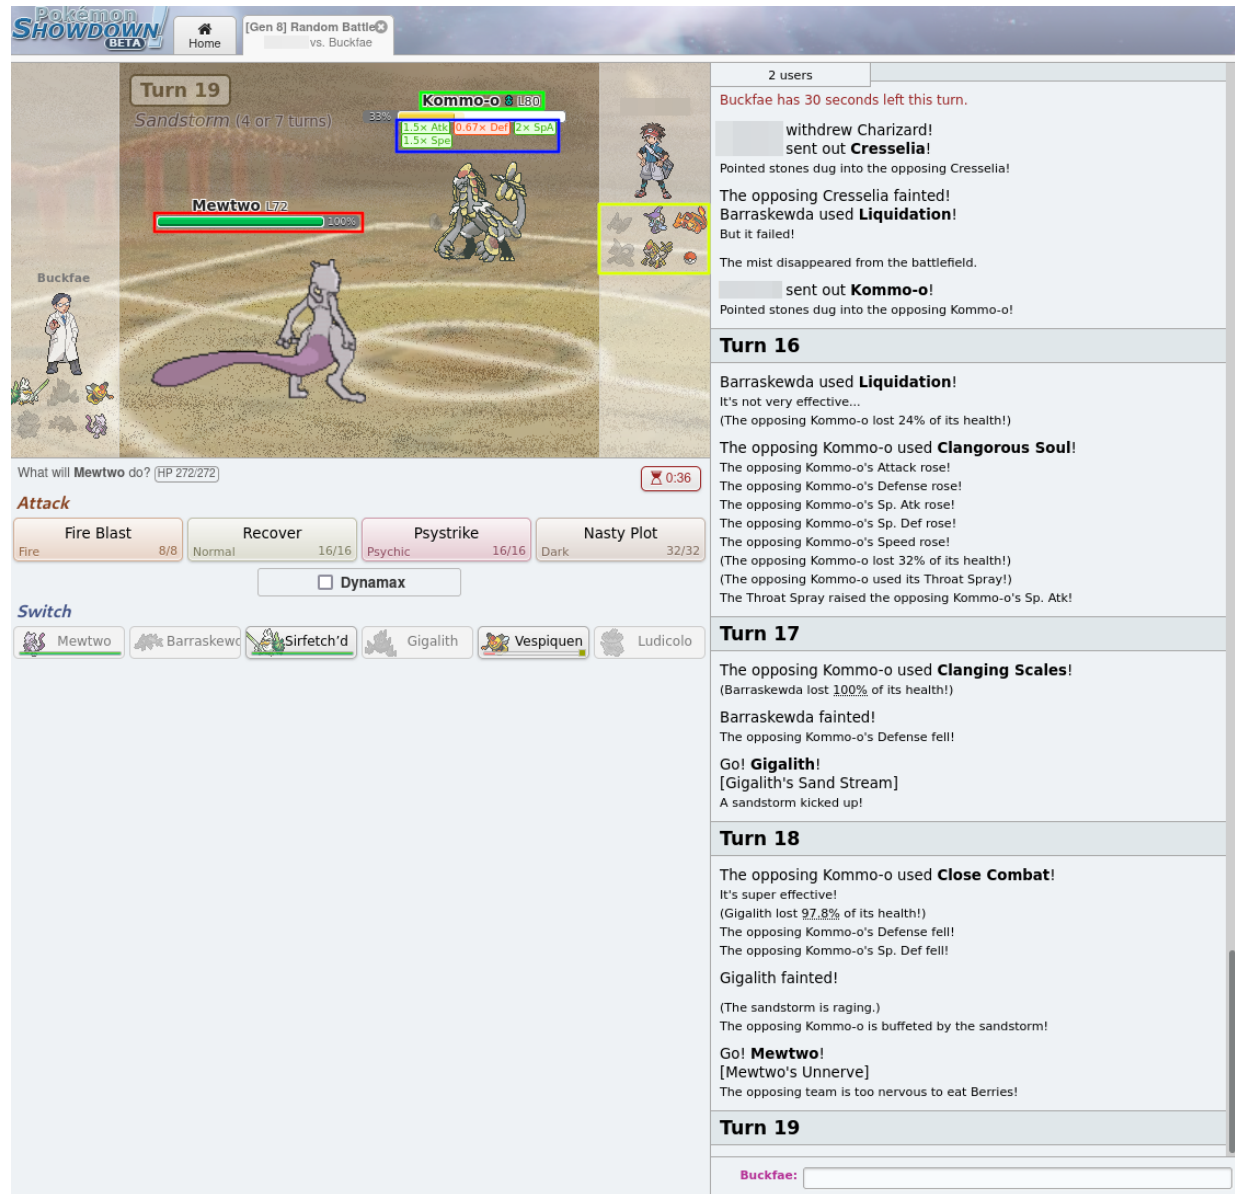 Pokémon
SHOWDOWN!
BETA
Home
[Gen 8] Random Battle
vs. Buckfae
Turn 19
Sandstorm (4 or 7 turns)
Kommo-o L80
33%
1.5× Atk 0.67× Def 2× SpA
1.5× Spe
Mewtwo L72
100%
Buckfae
What will Mewtwo do? HP 272/272
0:36
Attack
Fire Blast
Fire 8/8
Recover
Normal 16/16
Psystrike
Psychic 16/16
Nasty Plot
Dark 32/32
Dynamax
Switch
Mewtwo
Barraskewd
Sirfetch’d
Gigalith
Vespiquen
Ludicolo
2 users
Buckfae has 30 seconds left this turn.
withdrew Charizard!
sent out Cresselia!
Pointed stones dug into the opposing Cresselia!
The opposing Cresselia fainted!
Barraskewda used Liquidation!
But it failed!
The mist disappeared from the battlefield.
sent out Kommo-o!
Pointed stones dug into the opposing Kommo-o!
Turn 16
Barraskewda used Liquidation!
It's not very effective...
(The opposing Kommo-o lost 24% of its health!)
The opposing Kommo-o used Clangorous Soul!
The opposing Kommo-o's Attack rose!
The opposing Kommo-o's Defense rose!
The opposing Kommo-o's Sp. Atk rose!
The opposing Kommo-o's Sp. Def rose!
The opposing Kommo-o's Speed rose!
(The opposing Kommo-o lost 32% of its health!)
(The opposing Kommo-o used its Throat Spray!)
The Throat Spray raised the opposing Kommo-o's Sp. Atk!
Turn 17
The opposing Kommo-o used Clanging Scales!
(Barraskewda lost 100% of its health!)
Barraskewda fainted!
The opposing Kommo-o's Defense fell!
Go! Gigalith!
[Gigalith's Sand Stream]
A sandstorm kicked up!
Turn 18
The opposing Kommo-o used Close Combat!
It's super effective!
(Gigalith lost 97.8% of its health!)
The opposing Kommo-o's Defense fell!
The opposing Kommo-o's Sp. Def fell!
Gigalith fainted!
(The sandstorm is raging.)
The opposing Kommo-o is buffeted by the sandstorm!
Go! Mewtwo!
[Mewtwo's Unnerve]
The opposing team is too nervous to eat Berries!
Turn 19
Buckfae: